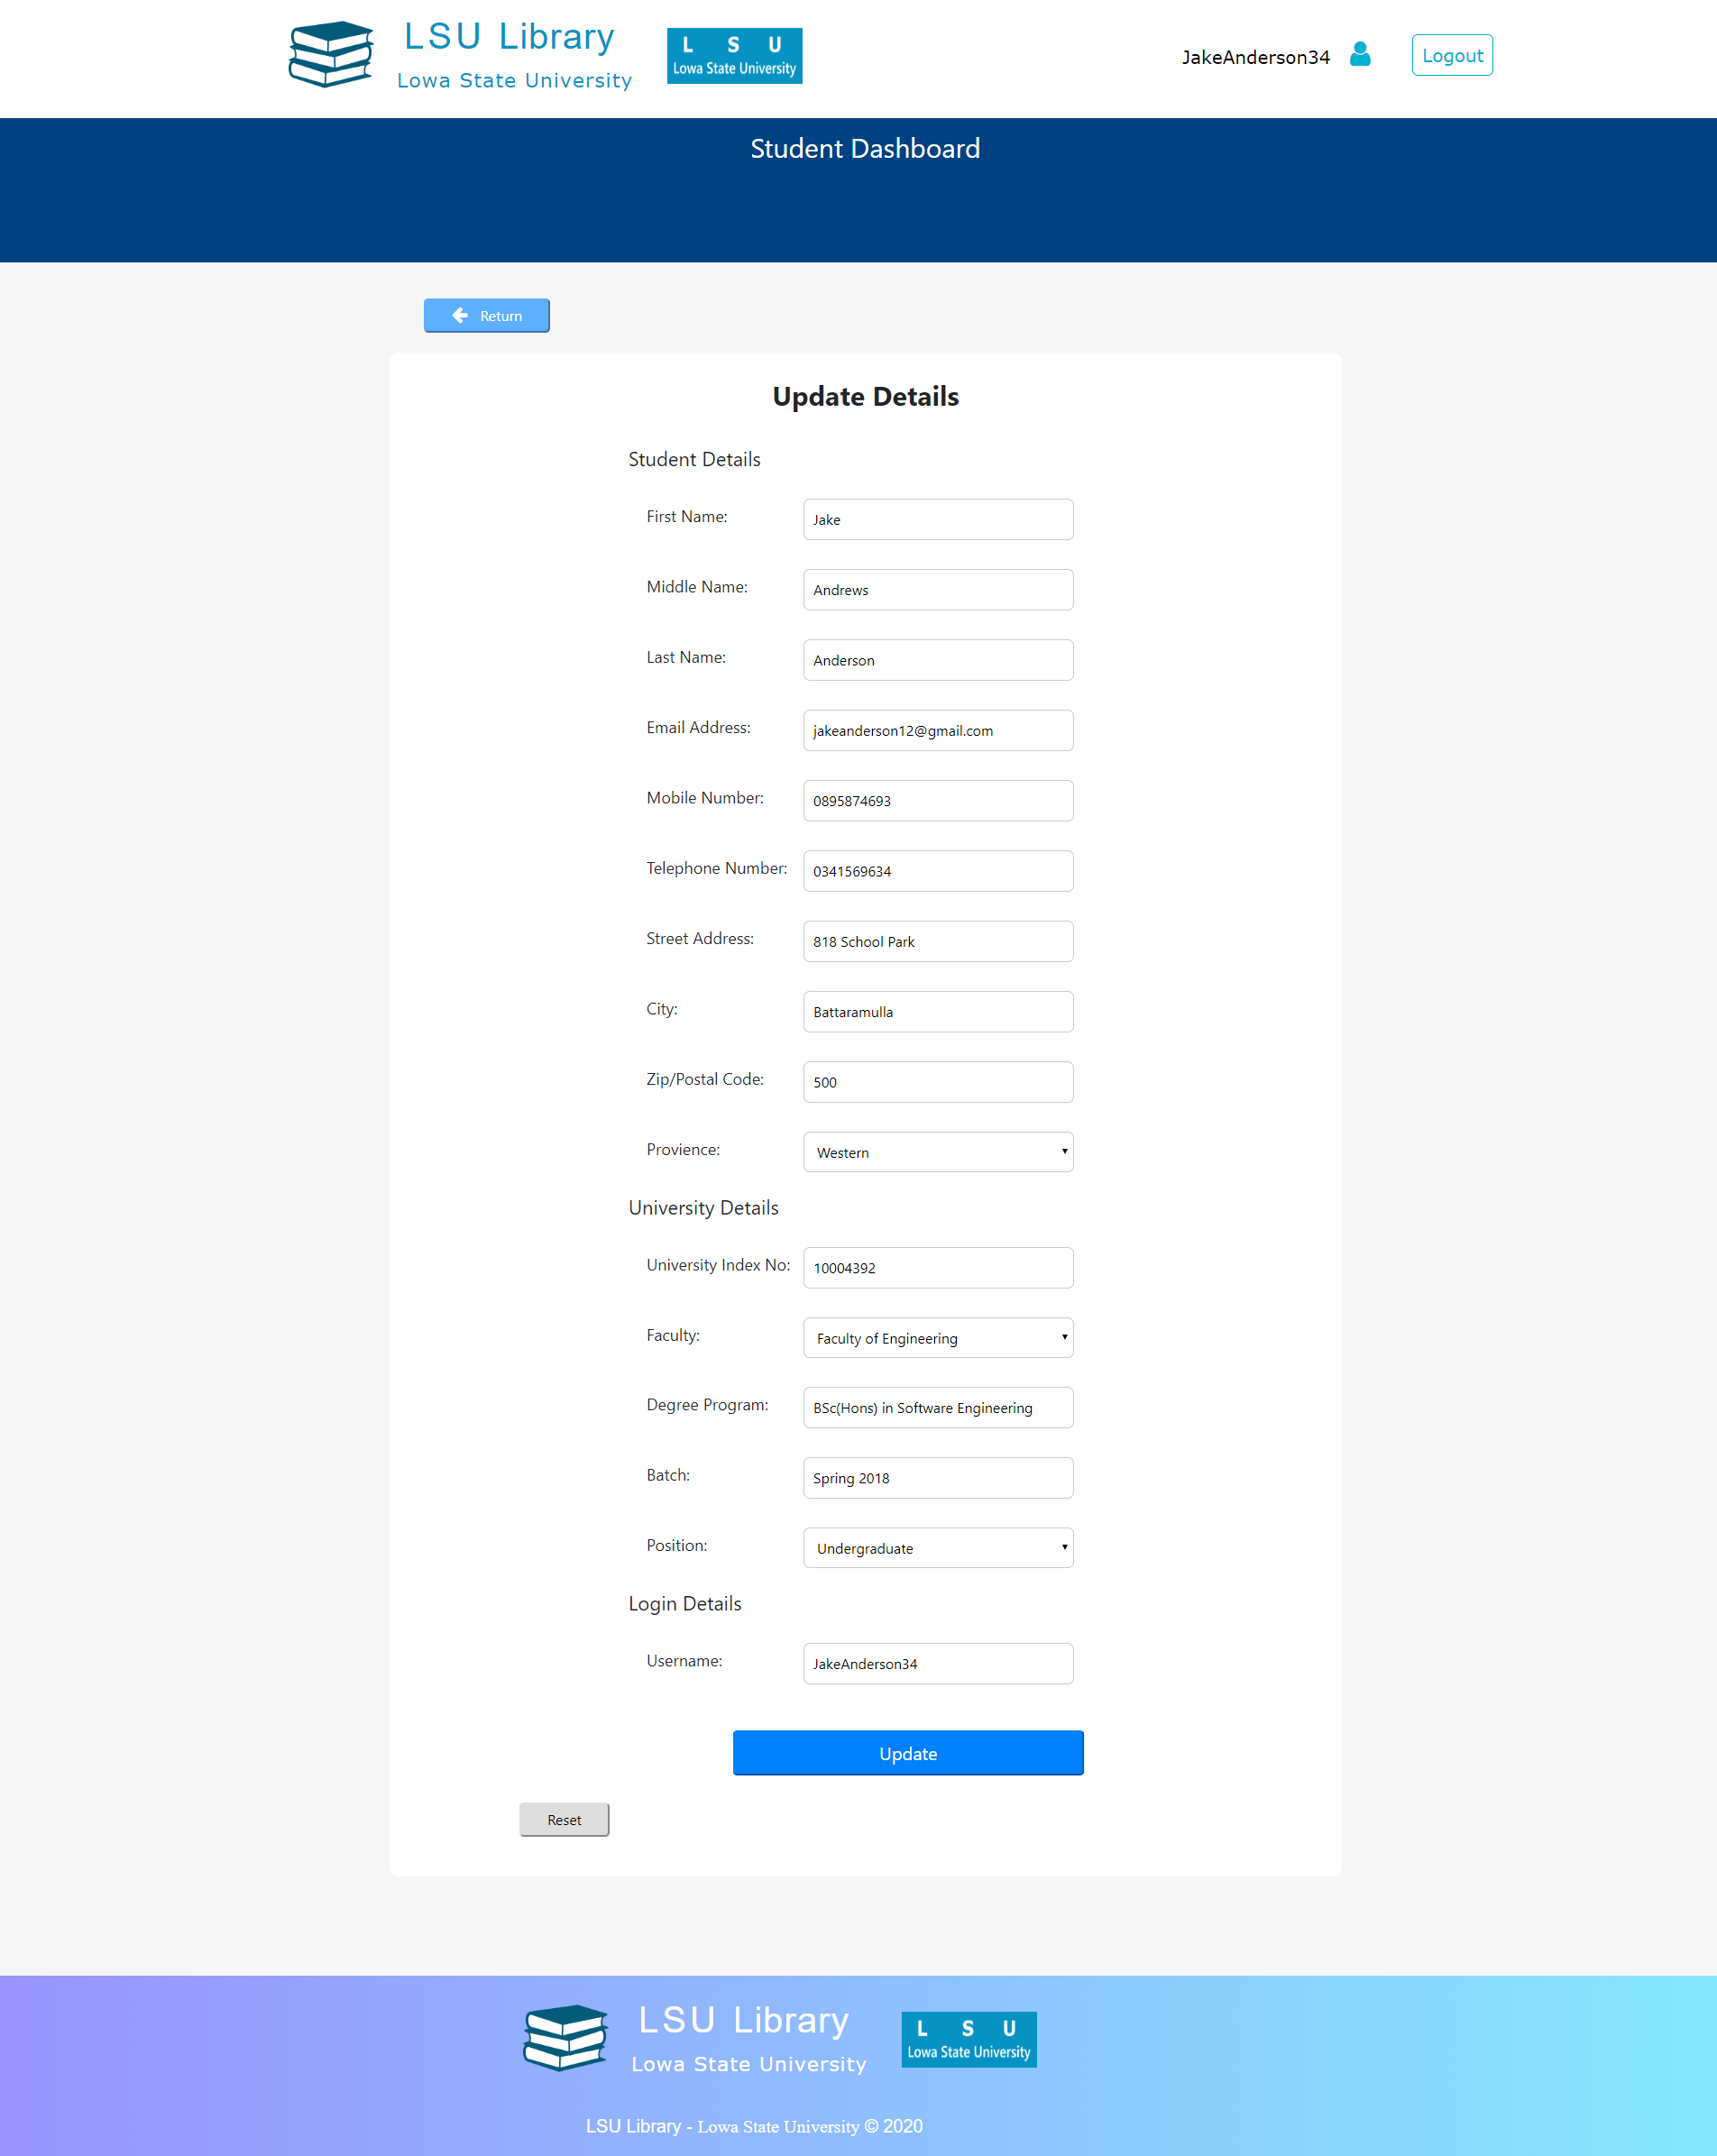 LSU Library
Lowa State University
L S U
Lowa State University
JakeAnderson34
Logout
Student Dashboard
Return
Update Details
Student Details
First Name: Jake
Middle Name: Andrews
Last Name: Anderson
Email Address: jakeanderson12@gmail.com
Mobile Number: 0895874693
Telephone Number: 0341569634
Street Address: 818 School Park
City: Battaramulla
Zip/Postal Code: 500
Provience: Western
University Details
University Index No: 10004392
Faculty: Faculty of Engineering
Degree Program: BSc(Hons) in Software Engineering
Batch: Spring 2018
Position: Undergraduate
Login Details
Username: JakeAnderson34
Update
Reset
LSU Library
Lowa State University
L S U
Lowa State University
LSU Library - Lowa State University © 2020